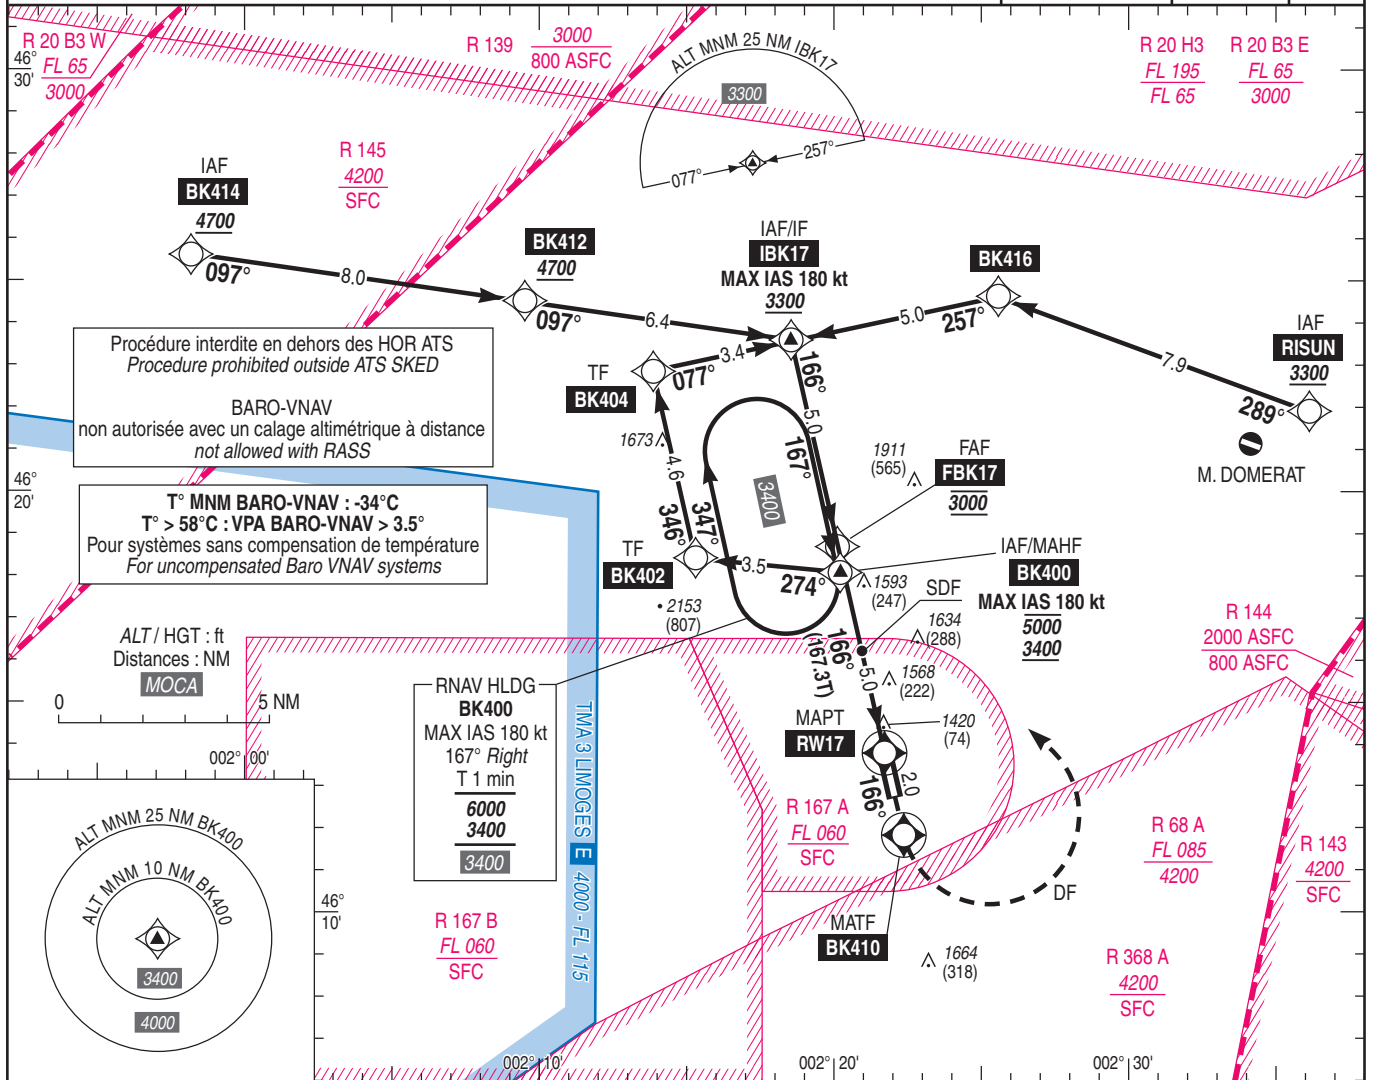 R 20 B3 W
FL 65
3000
46°
30'
R 139
3000
800 ASFC
ALT MNM 25 NM IBK17
3300
077°
257°
R 20 H3
FL 195
FL 65
R 20 B3 E
FL 65
3000
R 145
4200
SFC
IAF
BK414
4700
097°
8.0
BK412
4700
097°
6.4
IAF/IF
IBK17
MAX IAS 180 kt
3300
BK416
5.0
257°
7.9
IAF
RISUN
3300
289°
M. DOMERAT
Procédure interdite en dehors des HOR ATS
Procedure prohibited outside ATS SKED
BARO-VNAV
non autorisée avec un calage altimétrique à distance
not allowed with RASS
TF
BK404
3.4
077°
166°
5.0
167°
1673
4.6
346°
347°
3400
1911
(565)
FAF
FBK17
3000
46°
20'
T° MNM BARO-VNAV : -34°C
T° > 58°C : VPA BARO-VNAV > 3.5°
Pour systèmes sans compensation de température
For uncompensated Baro VNAV systems
TF
BK402
3.5
274°
IAF/MAHF
BK400
MAX IAS 180 kt
5000
3400
1593
(247)
SDF
2153
(807)
1634
(288)
166°
(167.3T)
5.0
1568
(222)
R 144
2000 ASFC
800 ASFC
ALT / HGT : ft
Distances : NM
MOCA
0
5 NM
002° 00'
RNAV HLDG
BK400
MAX IAS 180 kt
167° Right
T 1 min
6000
3400
3400
TMA 3 LIMOGES E 4000 - FL 115
MAPT
RW17
1420
(74)
2.0
166°
R 167 A
FL 060
SFC
R 68 A
FL 085
4200
R 143
4200
SFC
DF
ALT MNM 25 NM BK400
ALT MNM 10 NM BK400
3400
4000
46°
10'
R 167 B
FL 060
SFC
MATF
BK410
1664
(318)
R 368 A
4200
SFC
002° 10'
002° 20'
002° 30'